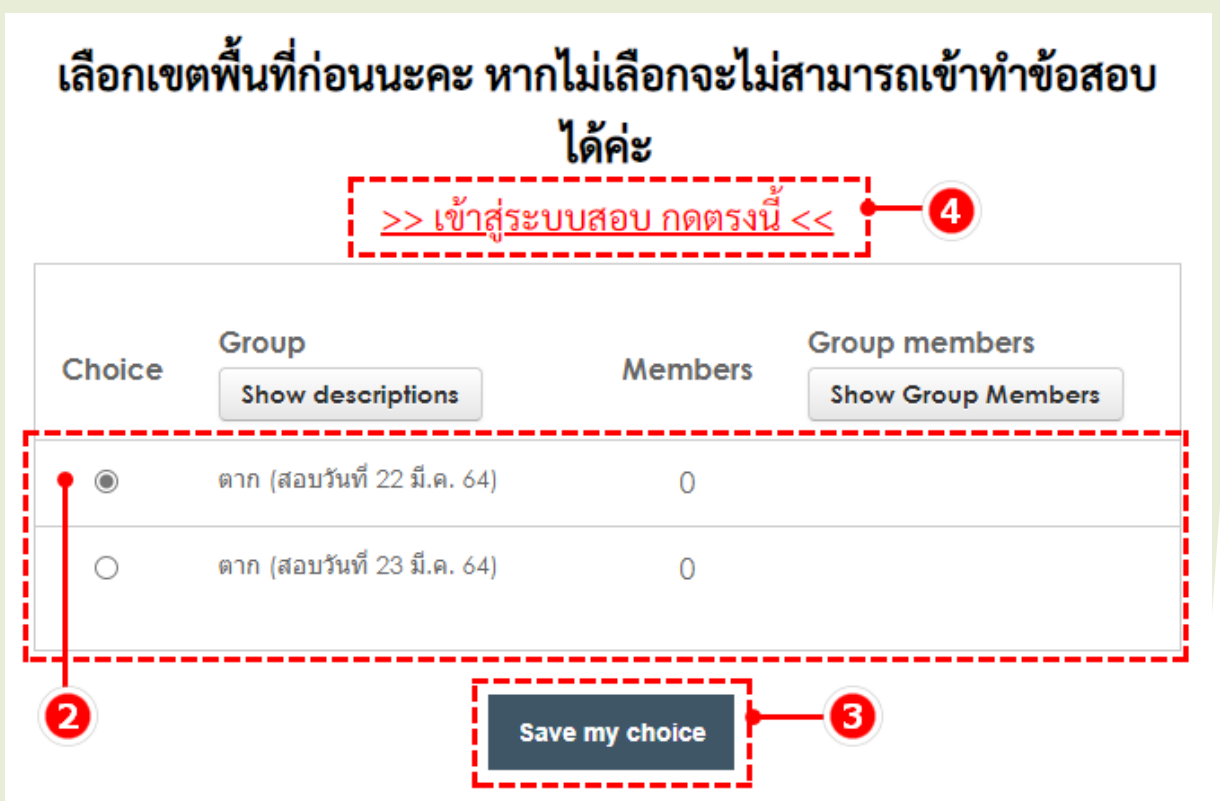 เลือกเขตพื้นที่ก่อนนะคะ หากไม่เลือกจะไม่สามารถเข้าทำข้อสอบ
ได้ค่ะ
>> เข้าสู่ระบบสอบ กดตรงนี้ <<
4
Choice
Group
Show descriptions
Members
Group members
Show Group Members
ตาก (สอบวันที่ 22 มี.ค. 64) 0
ตาก (สอบวันที่ 23 มี.ค. 64) 0
2
Save my choice
3